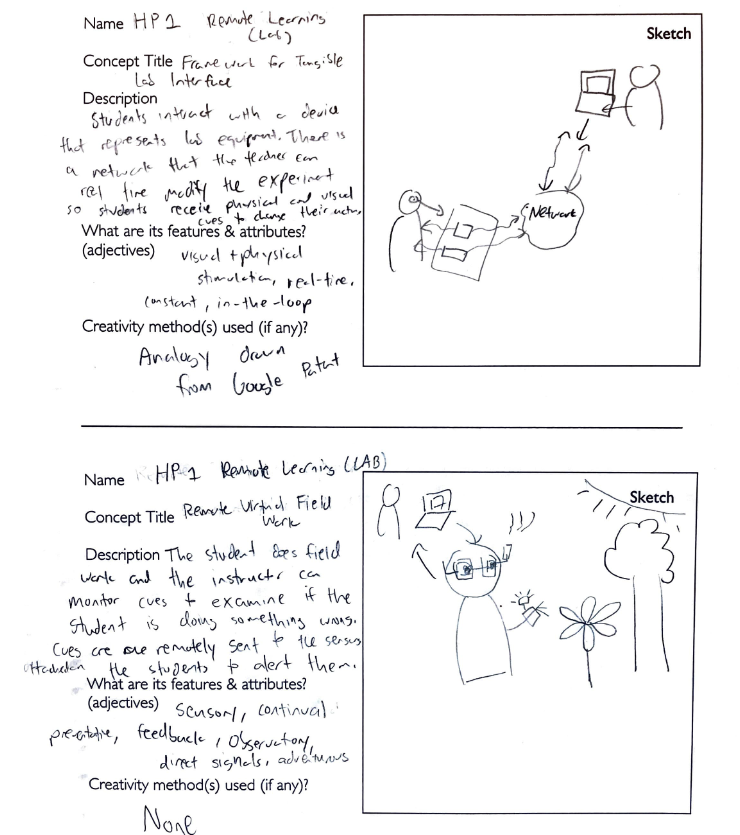 Name HP 1 Remote Learning
(Lab)
Sketch
Concept Title Framework for Tangible
Lab Interface
Description
Students interact with a device
that represents lab equipment. There is
a network that the teacher can
real time modify the experiment
so students receive physical and visual
cues to change their
What are its features & attributes?
(adjectives) visual + physical
stimulation, real-time,
constant, in-the-loop
Creativity method(s) used (if any)?
Analogy drawn
from Google Patent
Network
Name HP 1 Remote Learning (LAB)
Sketch
Concept Title Remote Virtual Field
Work
Description The student does field
work and the instructor can
monitor cues + examine if the
student is doing something wrong.
Cues are remotely sent to the sensors
the students to alert them.
What are its features & attributes?
(adjectives) sensory, continual
feedback, observatory,
direct signals, adventurous
Creativity method(s) used (if any)?
None